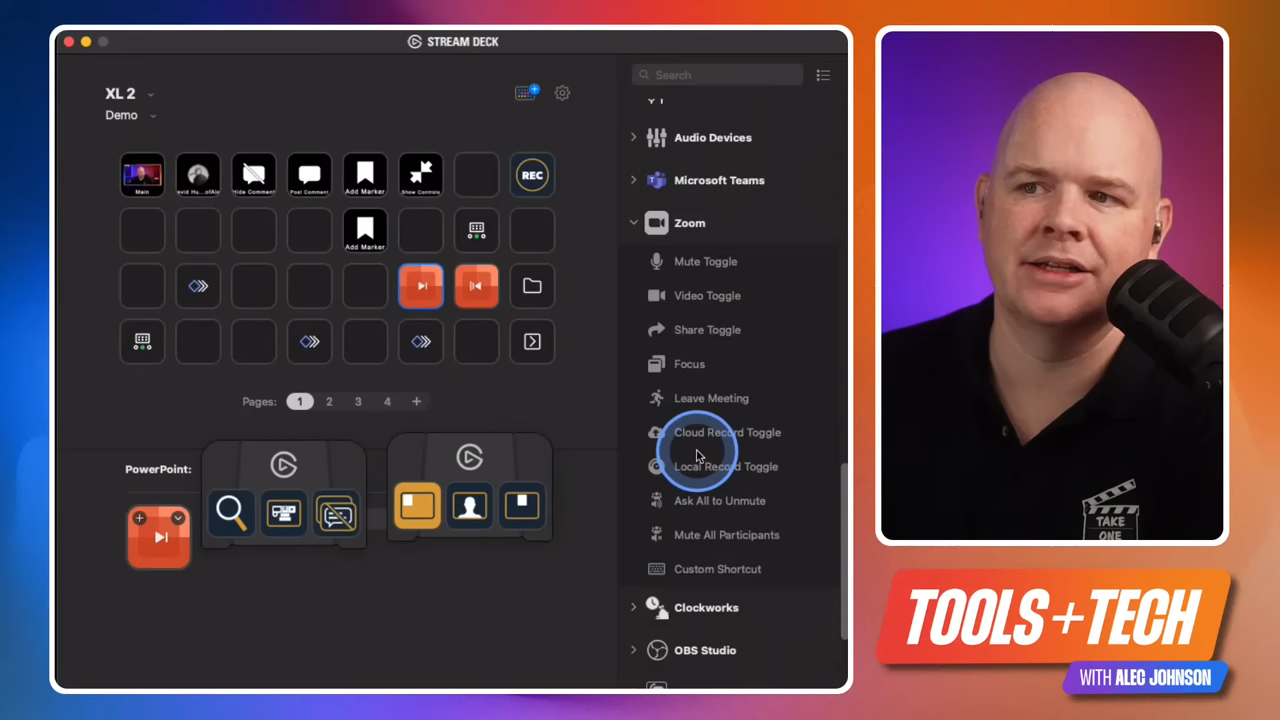 STREAM DECK
XL 2
Demo
Search
Main
Hide Comment
Post Comment
Add Marker
Show Controls
REC
Add Marker
Pages: 1 2 3 4 +
PowerPoint:
Audio Devices
Microsoft Teams
Zoom
Mute Toggle
Video Toggle
Share Toggle
Focus
Leave Meeting
Cloud Record Toggle
Local Record Toggle
Ask All to Unmute
Mute All Participants
Custom Shortcut
Clockworks
OBS Studio
TAKE
ONE
TOOLS+TECH
WITH ALEC JOHNSON